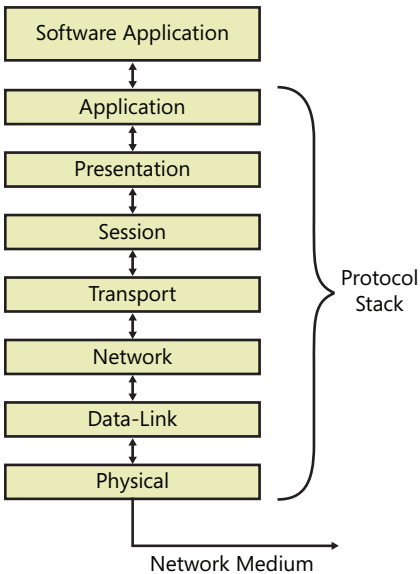 Software Application
Application
Presentation
Session
Transport
Network
Data-Link
Physical
Protocol
Stack
Network Medium